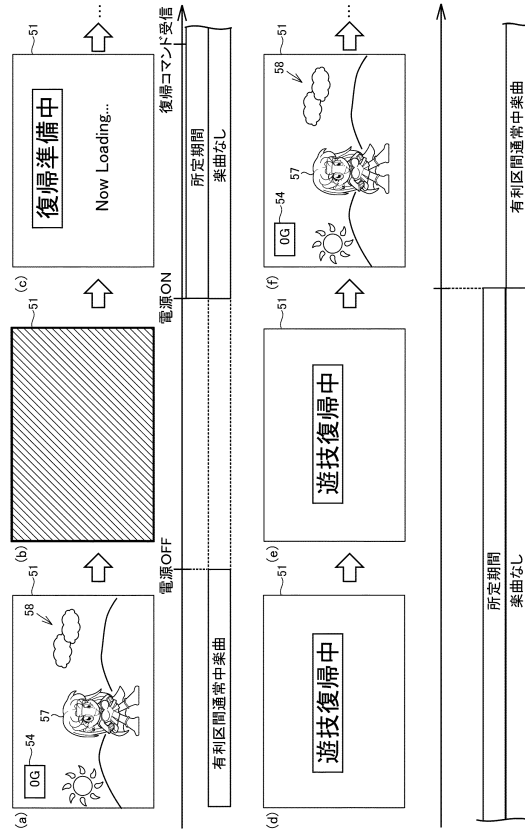 (a)
51
54
0G
57
58
(b)
51
(c)
51
復帰準備中
Now Loading...
…
電源OFF
電源ON
復帰コマンド受信
有利区間通常中楽曲
所定期間
楽曲なし
(d)
51
遊技復帰中
(e)
51
遊技復帰中
(f)
51
54
0G
57
58
…
所定期間
楽曲なし
有利区間通常中楽曲